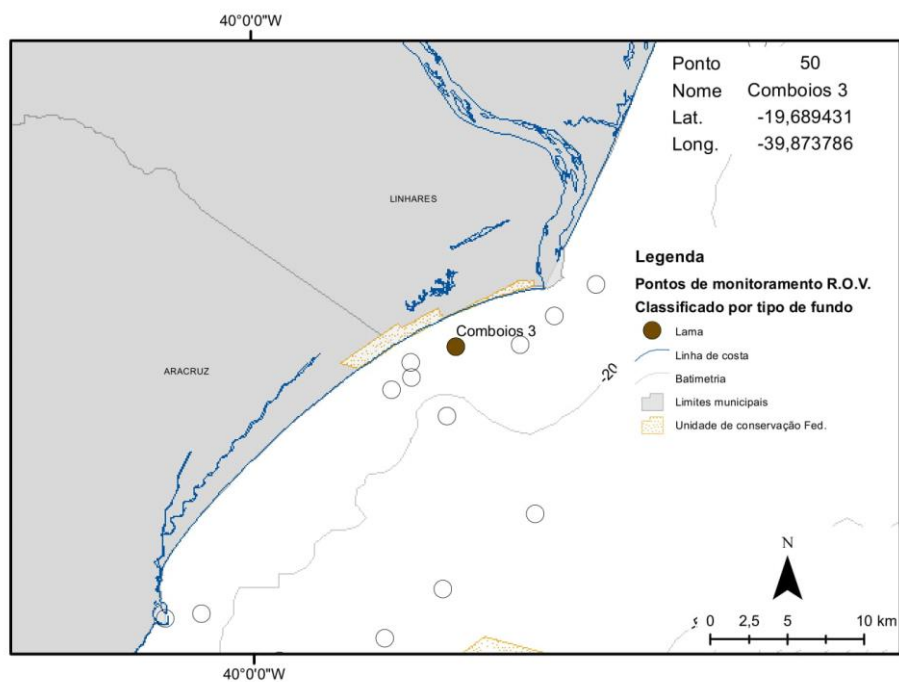 40°0'0"W
Ponto 50
Nome Comboios 3
Lat. -19,689431
Long. -39,873786
LINHARES
Legenda
Pontos de monitoramento R.O.V.
Classificado por tipo de fundo
Comboios 3
Lama
Linha de costa
ARACRUZ
-20
Batimetria
Limites municipais
Unidade de conservação Fed.
N
0 2,5 5 10 km
40°0'0"W